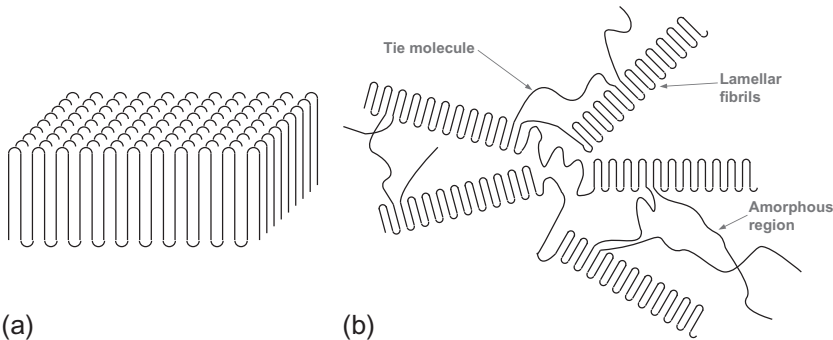 Tie molecule
Lamellar
fibrils
Amorphous
region
(a)
(b)